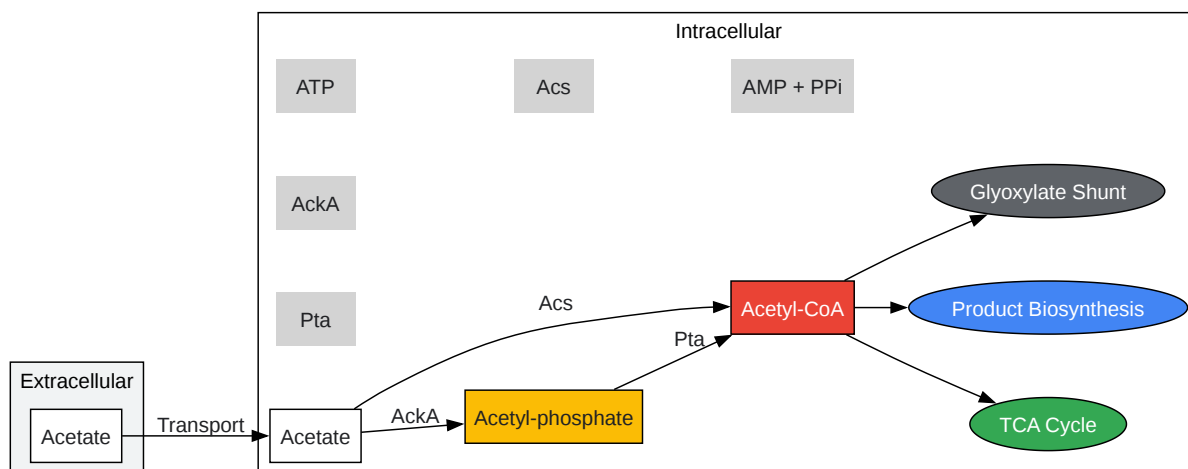 Intracellular
ATP
Acs
AMP + PPi
AckA
Glyoxylate Shunt
Pta
Acs
Acetyl-CoA
Product Biosynthesis
Pta
Extracellular
Acetate
Transport
Acetate
AckA
Acetyl-phosphate
TCA Cycle